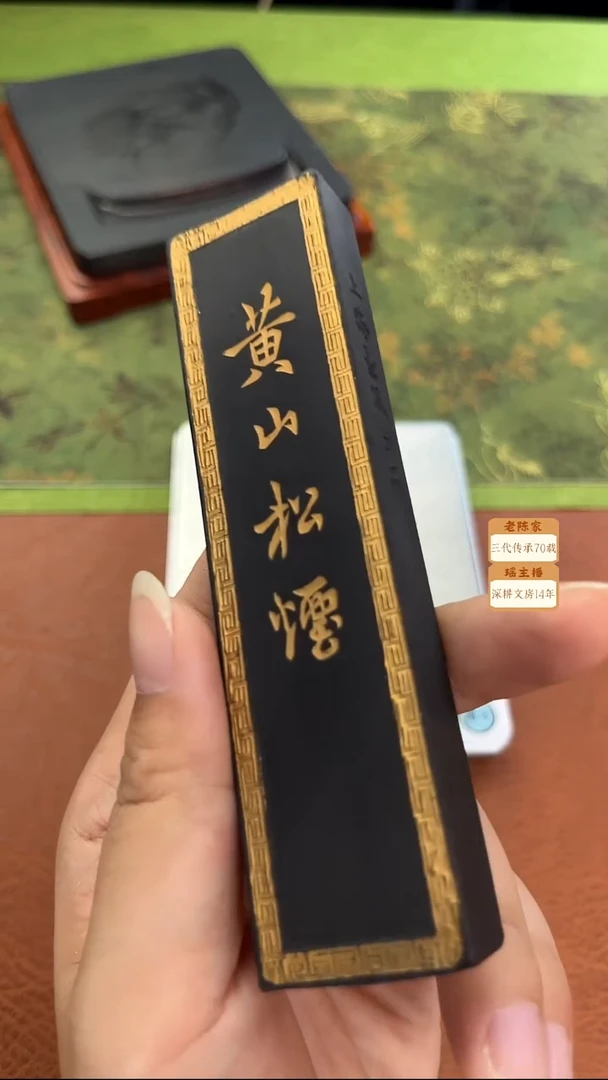 黄山松煙
老陈家
三代传承70载
瑶主播
深耕文房14年